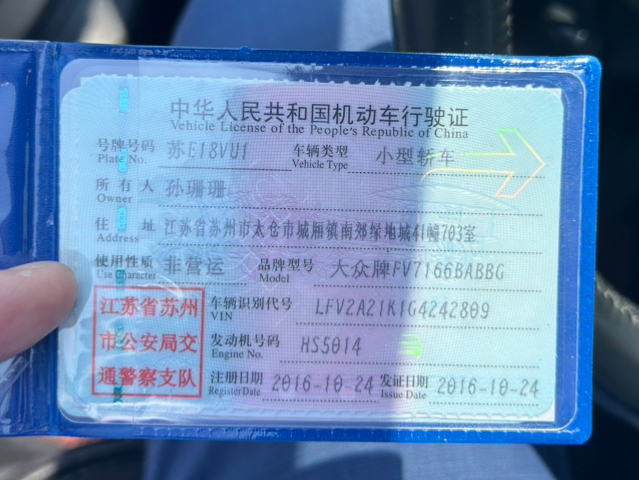 中华人民共和国机动车行驶证
Vehicle License of the People's Republic of China
号牌号码 苏E18VU1 车辆类型 小型轿车
Plate No. Vehicle Type
所有人 孙珊珊
Owner
住址 江苏省苏州市太仓市城厢镇南郊绿地城41幢703室
Address
使用性质 非营运 品牌型号 大众牌FV7166BABBG
Use Character Model
江苏省苏州 车辆识别代号 LFV2A21K1G4242809
VIN
市公安局交 发动机号码 HS5014
Engine No.
通警察支队 注册日期 2016-10-24 发证日期 2016-10-24
Register Date Issue Date